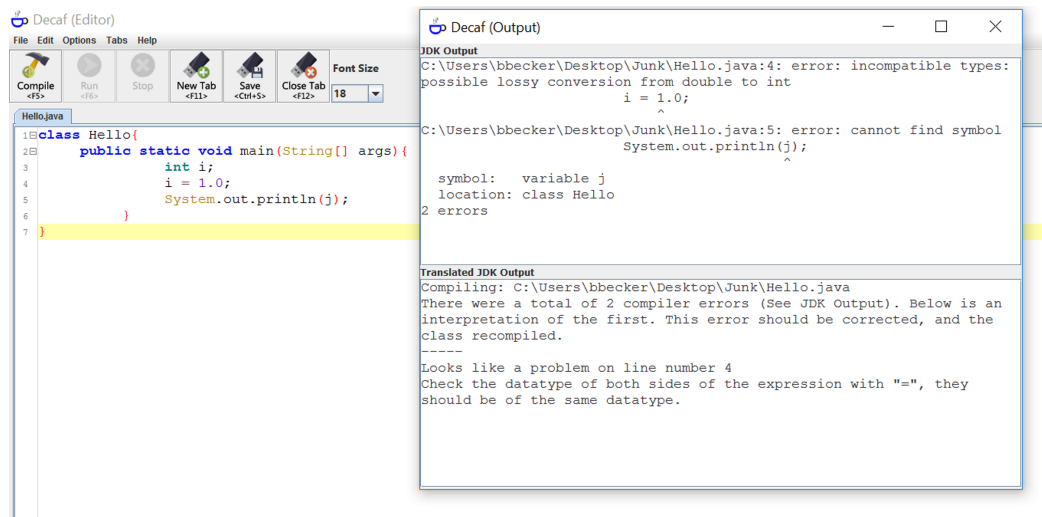 Decaf (Editor)
File Edit Options Tabs Help
Compile
<F5>
Run
<F6>
Stop
New Tab
<F11>
Save
<Ctrl+S>
Close Tab
<F12>
Font Size
18
Hello.java
1 class Hello{
2 public static void main(String[] args){
3 int i;
4 i = 1.0;
5 System.out.println(j);
6 }
7 }
Decaf (Output)
JDK Output
C:\Users\bbecker\Desktop\Junk\Hello.java:4: error: incompatible types:
possible lossy conversion from double to int
i = 1.0;
^
C:\Users\bbecker\Desktop\Junk\Hello.java:5: error: cannot find symbol
System.out.println(j);
^
symbol: variable j
location: class Hello
2 errors
Translated JDK Output
Compiling: C:\Users\bbecker\Desktop\Junk\Hello.java
There were a total of 2 compiler errors (See JDK Output). Below is an
interpretation of the first. This error should be corrected, and the
class recompiled.
-----
Looks like a problem on line number 4
Check the datatype of both sides of the expression with "=", they
should be of the same datatype.